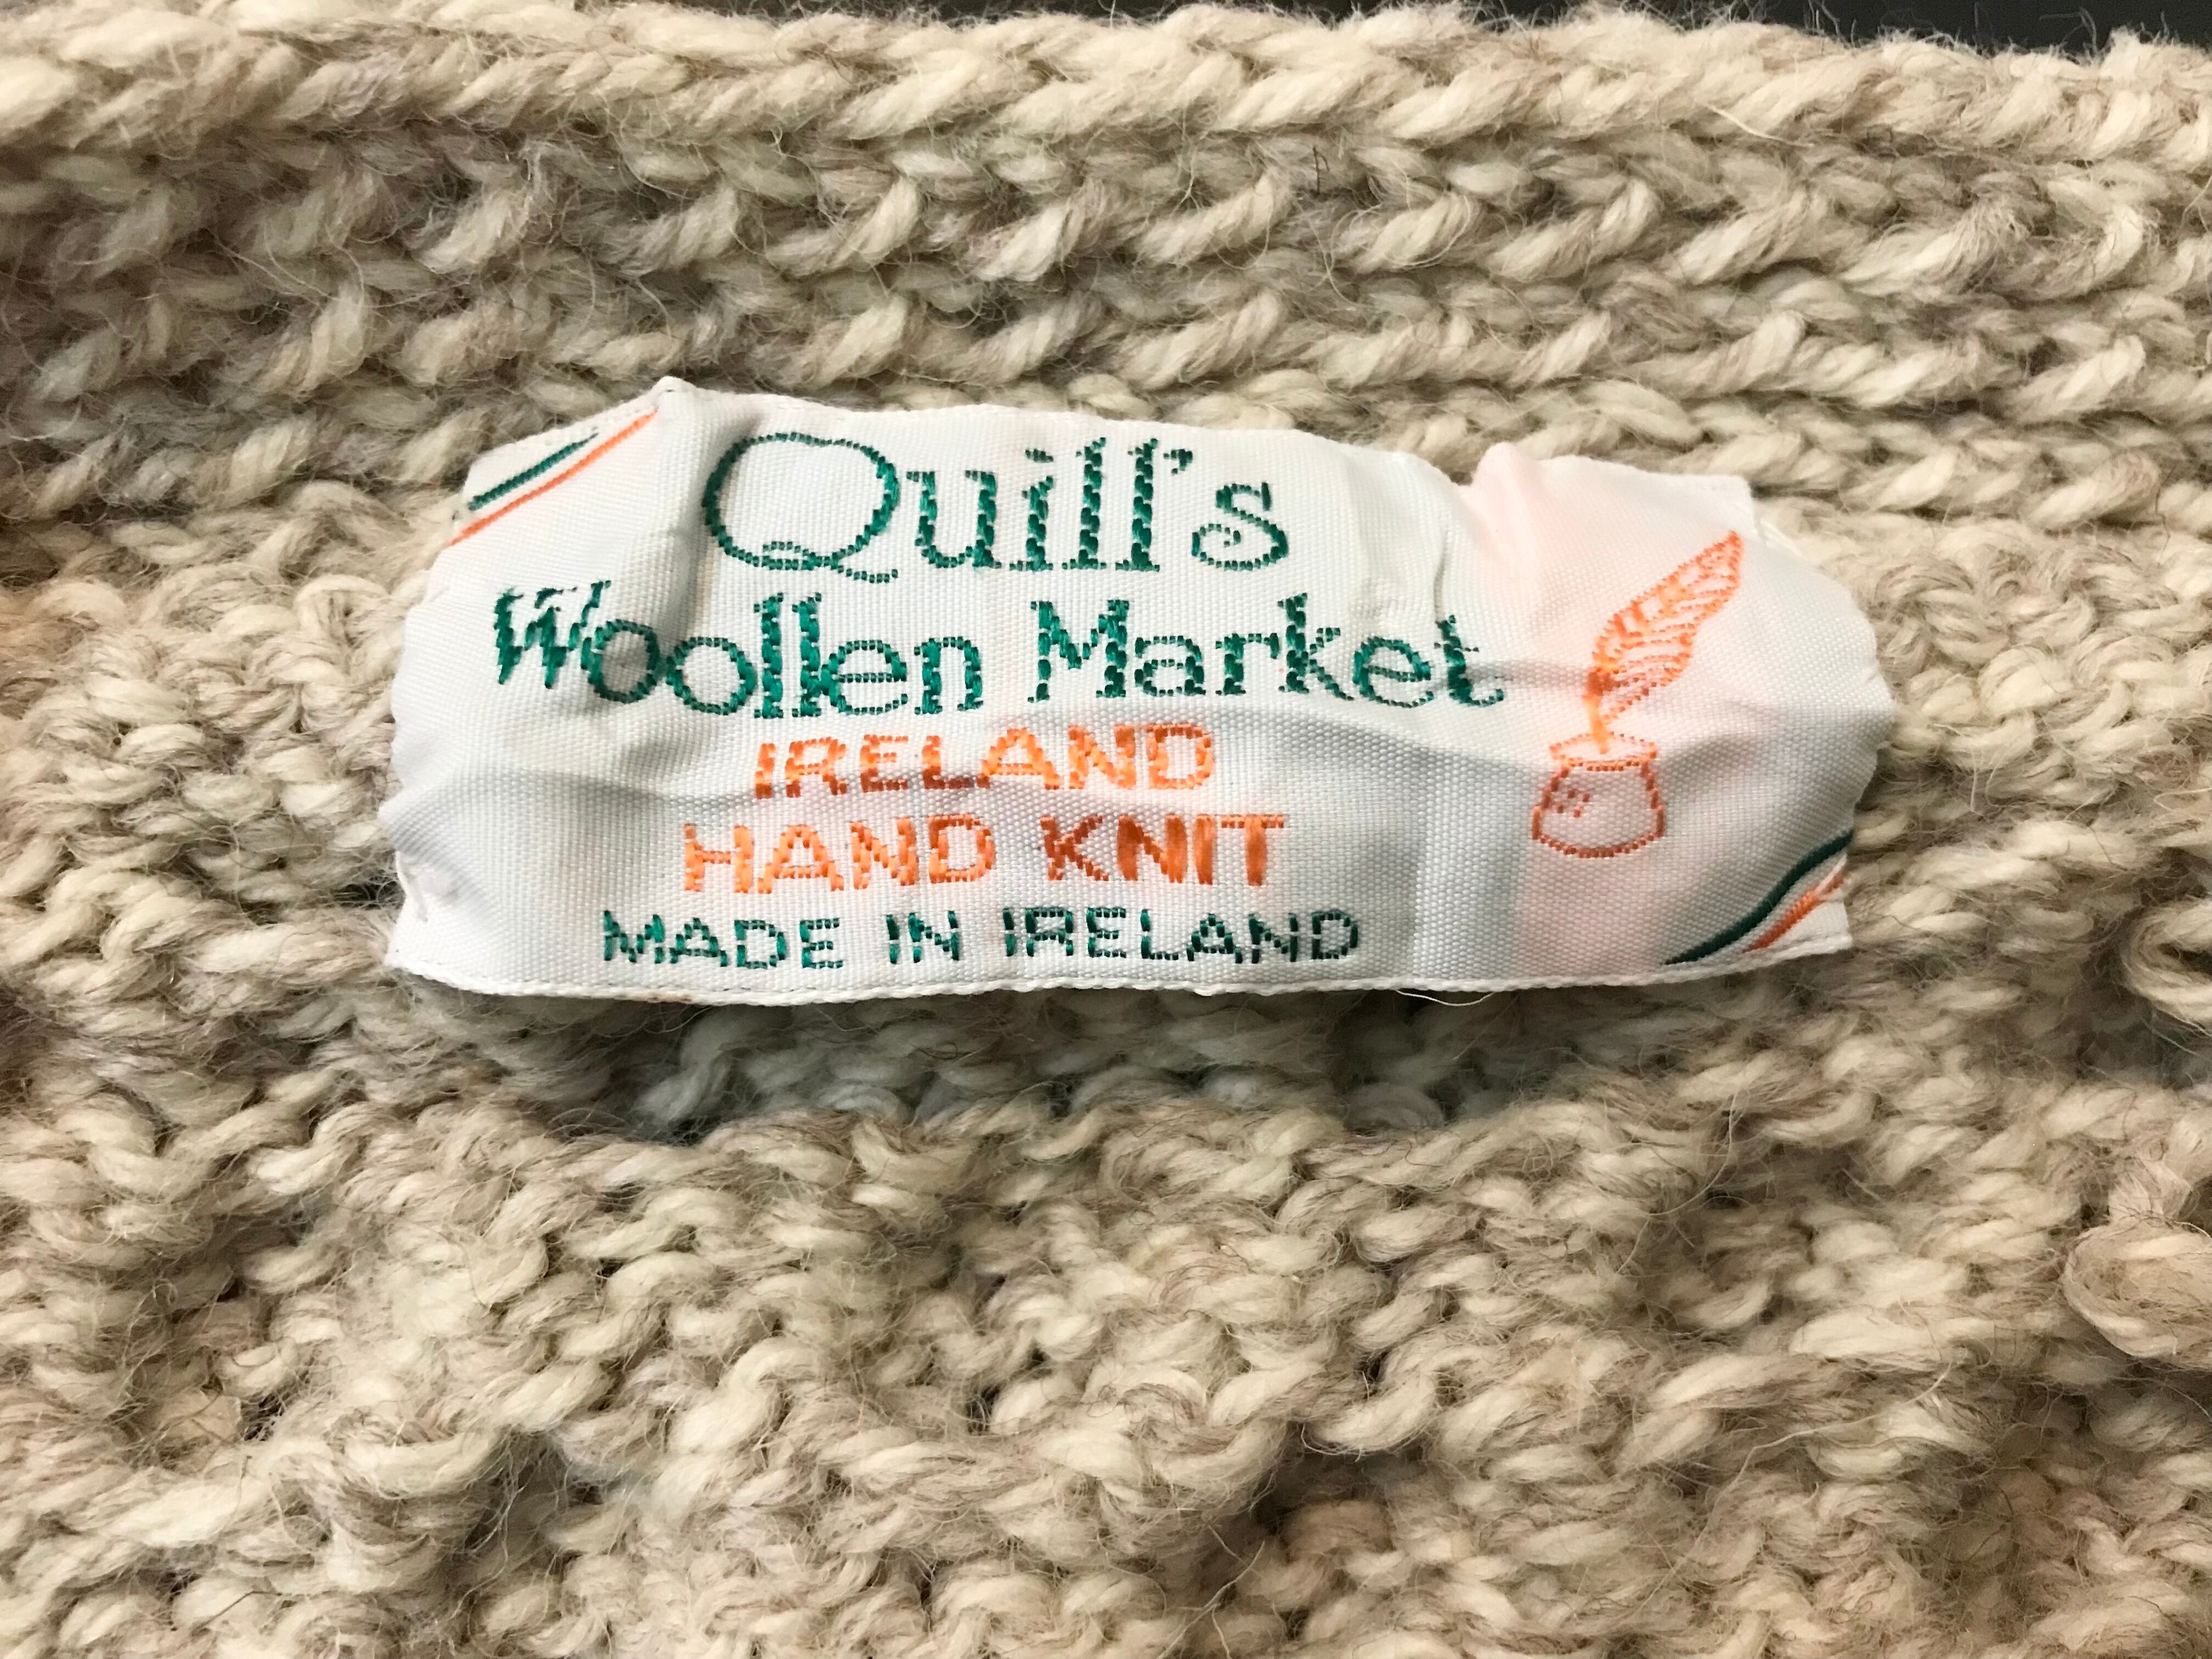 Quill's
Woollen Market
IRELAND
HAND KNIT
MADE IN IRELAND